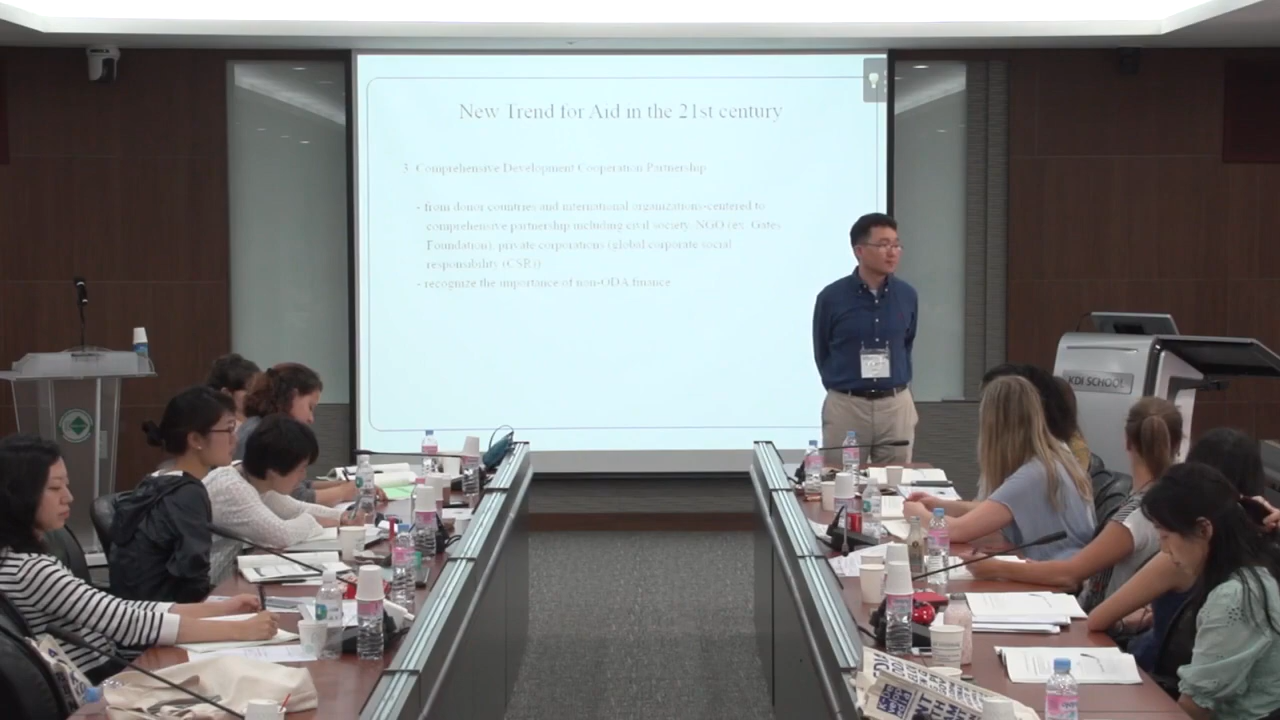 New Trend for Aid in the 21st century
3. Comprehensive Development Cooperation Partnership
- from donor countries and international organizations-centered to
comprehensive partnership including civil society, NGO (ex. Gates
Foundation), private corporations (global corporate social
responsability (CSR))
- recognize the importance of non-ODA finance
KDI SCHOOL